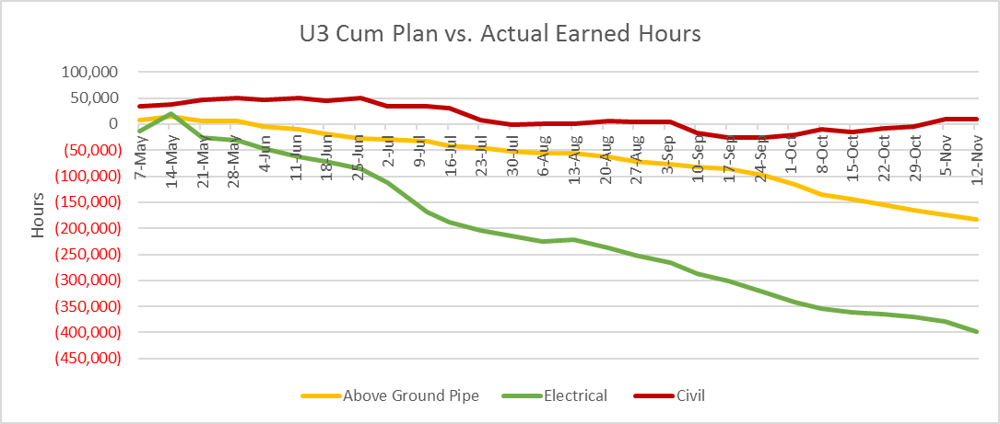 U3 Cum Plan vs. Actual Earned Hours
100,000
50,000
0
(50,000)
(100,000)
(150,000)
(200,000)
(250,000)
(300,000)
(350,000)
(400,000)
(450,000)
Hours
7-May
14-May
21-May
28-May
4-Jun
11-Jun
18-Jun
25-Jun
2-Jul
9-Jul
16-Jul
23-Jul
30-Jul
6-Aug
13-Aug
20-Aug
27-Aug
3-Sep
10-Sep
17-Sep
24-Sep
1-Oct
8-Oct
15-Oct
22-Oct
29-Oct
5-Nov
12-Nov
Above Ground Pipe Electrical Civil